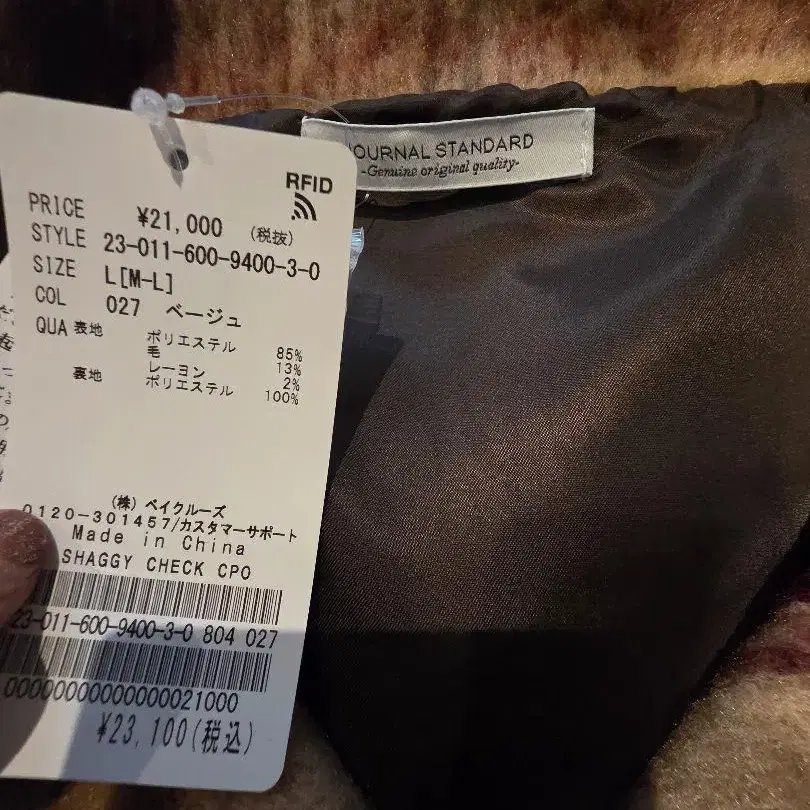 RFID
PRICE ¥21,000 (税抜)
STYLE 23-011-600-9400-3-0
SIZE L[M-L]
COL 027 ベージュ
QUA 表地 ポリエステル 85%
毛 13%
レーヨン 2%
裏地 ポリエステル 100%
(株) ベイクルーズ
0120-301457/カスタマーサポート
Made in China
SHAGGY CHECK CPO
23-011-600-9400-3-0 804 027
00000000000000021000
¥23,100(税込)
JOURNAL STANDARD
-Genuine original quality-